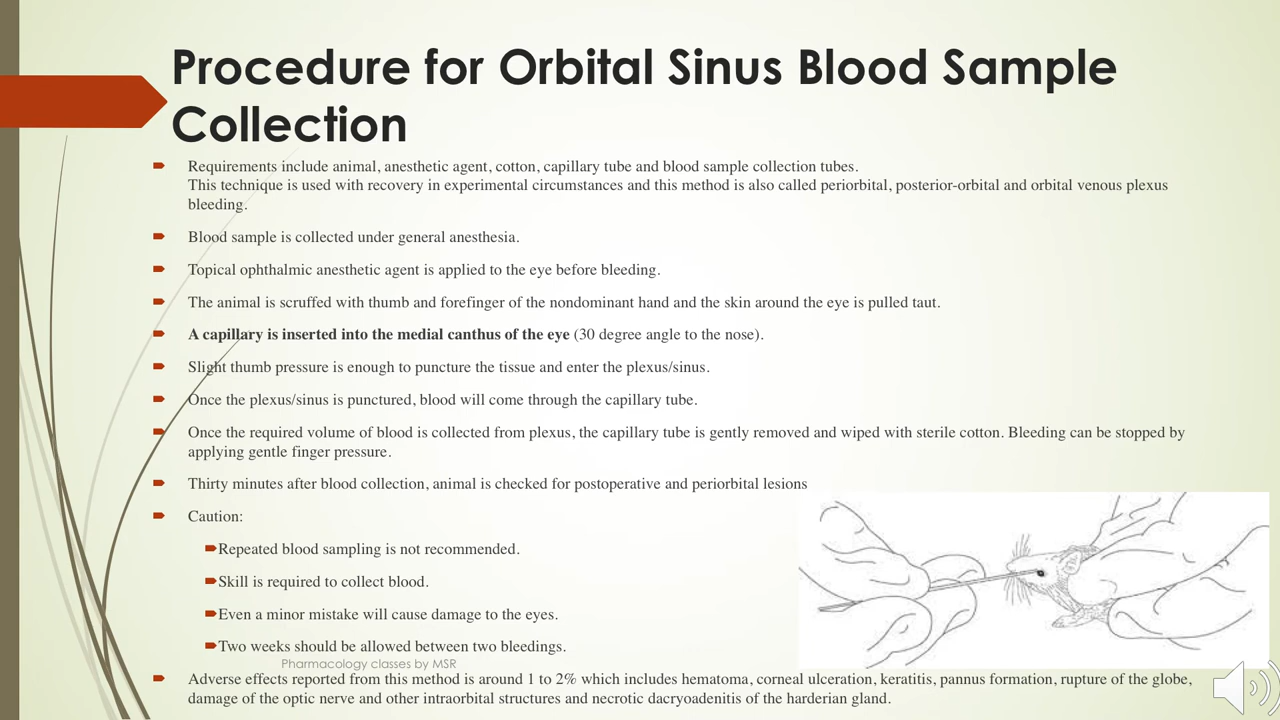 Procedure for Orbital Sinus Blood Sample
Collection
Requirements include animal, anesthetic agent, cotton, capillary tube and blood sample collection tubes.
This technique is used with recovery in experimental circumstances and this method is also called periorbital, posterior-orbital and orbital venous plexus
bleeding.
Blood sample is collected under general anesthesia.
Topical ophthalmic anesthetic agent is applied to the eye before bleeding.
The animal is scruffed with thumb and forefinger of the nondominant hand and the skin around the eye is pulled taut.
A capillary is inserted into the medial canthus of the eye (30 degree angle to the nose).
Slight thumb pressure is enough to puncture the tissue and enter the plexus/sinus.
Once the plexus/sinus is punctured, blood will come through the capillary tube.
Once the required volume of blood is collected from plexus, the capillary tube is gently removed and wiped with sterile cotton. Bleeding can be stopped by
applying gentle finger pressure.
Thirty minutes after blood collection, animal is checked for postoperative and periorbital lesions
Caution:
Repeated blood sampling is not recommended.
Skill is required to collect blood.
Even a minor mistake will cause damage to the eyes.
Two weeks should be allowed between two bleedings.
Pharmacology classes by MSR
Adverse effects reported from this method is around 1 to 2% which includes hematoma, corneal ulceration, keratitis, pannus formation, rupture of the globe,
damage of the optic nerve and other intraorbital structures and necrotic dacryoadenitis of the harderian gland.